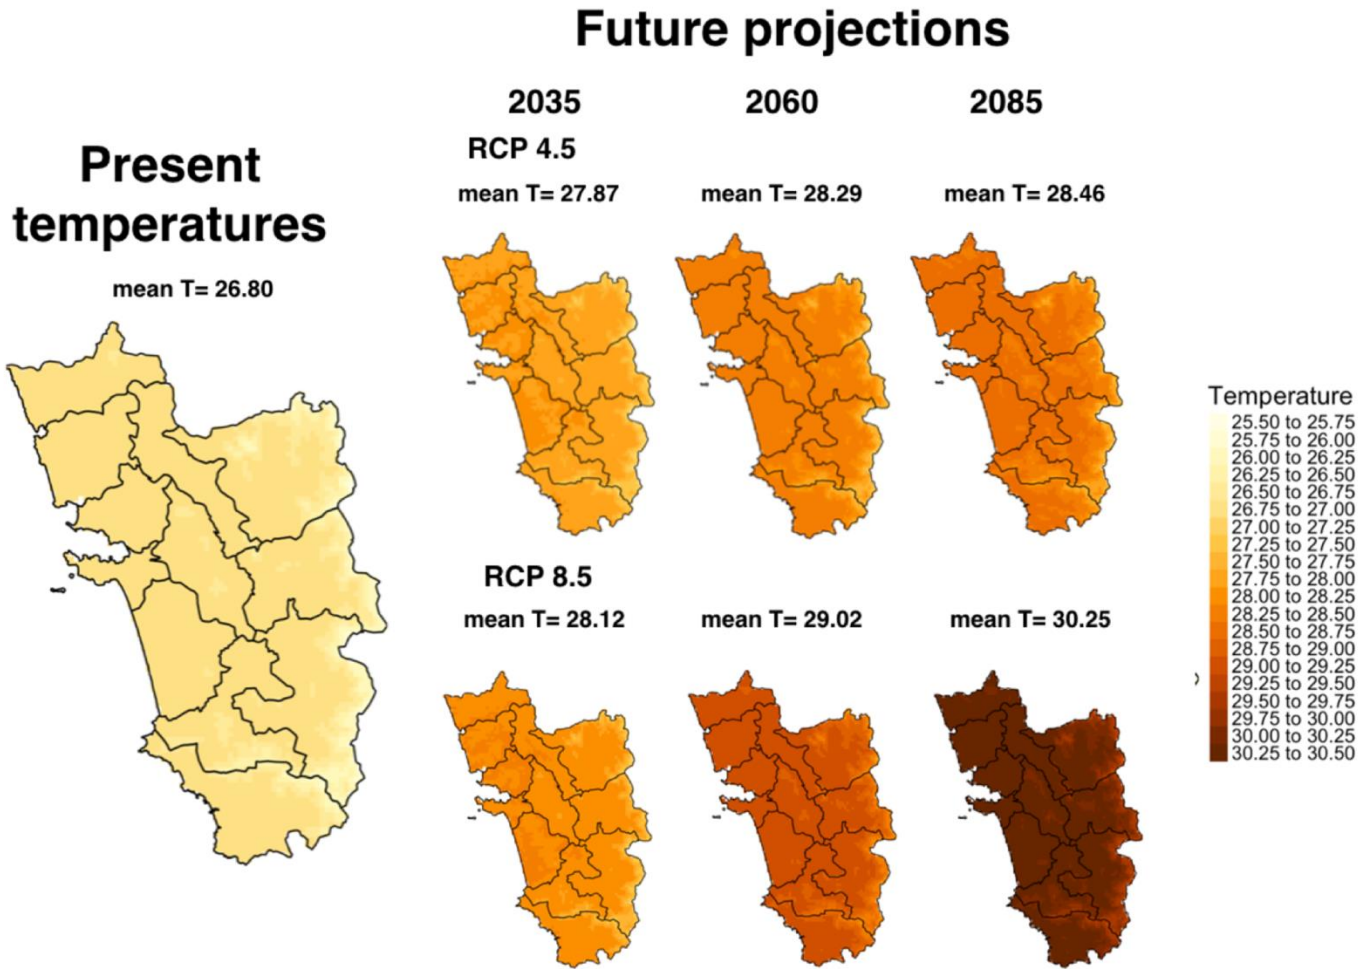 Future projections
2035 2060 2085
RCP 4.5
mean T= 27.87 mean T= 28.29 mean T= 28.46
Present
temperatures
mean T= 26.80
RCP 8.5
mean T= 28.12 mean T= 29.02 mean T= 30.25
Temperature
25.50 to 25.75
25.75 to 26.00
26.00 to 26.25
26.25 to 26.50
26.50 to 26.75
26.75 to 27.00
27.00 to 27.25
27.25 to 27.50
27.50 to 27.75
27.75 to 28.00
28.00 to 28.25
28.25 to 28.50
28.50 to 28.75
28.75 to 29.00
29.00 to 29.25
29.25 to 29.50
29.50 to 29.75
29.75 to 30.00
30.00 to 30.25
30.25 to 30.50